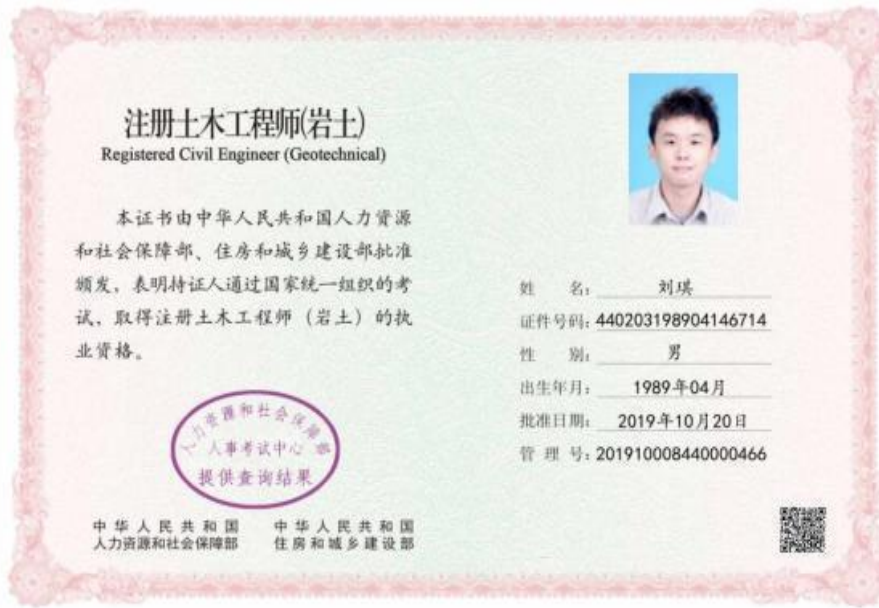 注册土木工程师(岩土)
Registered Civil Engineer (Geotechnical)
本证书由中华人民共和国人力资源
和社会保障部、住房和城乡建设部批准
颁发，表明持证人通过国家统一组织的考
试，取得注册土木工程师（岩土）的执
业资格。
人力资源和社会保障部
人事考试中心
提供查询结果
中华人民共和国
人力资源和社会保障部
中华人民共和国
住房和城乡建设部
姓 名：刘琪
证件号码：440203198904146714
性 别：男
出生年月：1989年04月
批准日期：2019年10月20日
管 理 号：201910008440000466